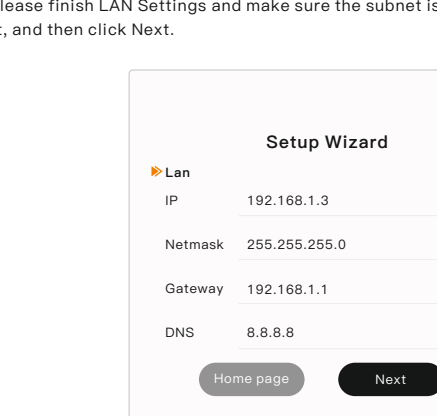 lease finish LAN Settings and make sure the subnet is
t, and then click Next.
Setup Wizard
Lan
IP 192.168.1.3
Netmask 255.255.255.0
Gateway 192.168.1.1
DNS 8.8.8.8
Home page Next